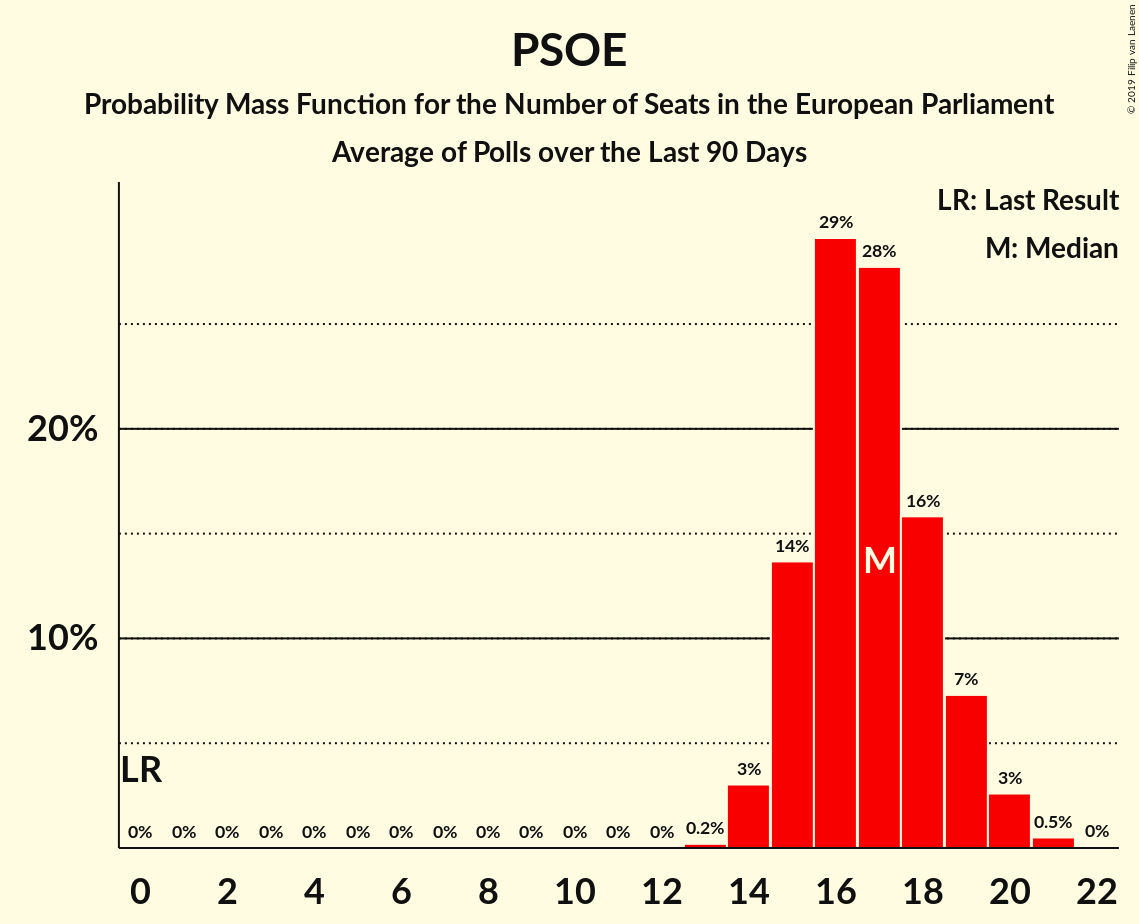 PSOE
Probability Mass Function for the Number of Seats in the European Parliament
Average of Polls over the Last 90 Days
© 2019 Filip van Laenen
LR: Last Result
M: Median
29%
28%
20%
16%
14%
M
10%
7%
LR
3%
3%
0% 0% 0% 0% 0% 0% 0% 0% 0% 0% 0% 0% 0% 0.2% 0.5% 0%
0 2 4 6 8 10 12 14 16 18 20 22